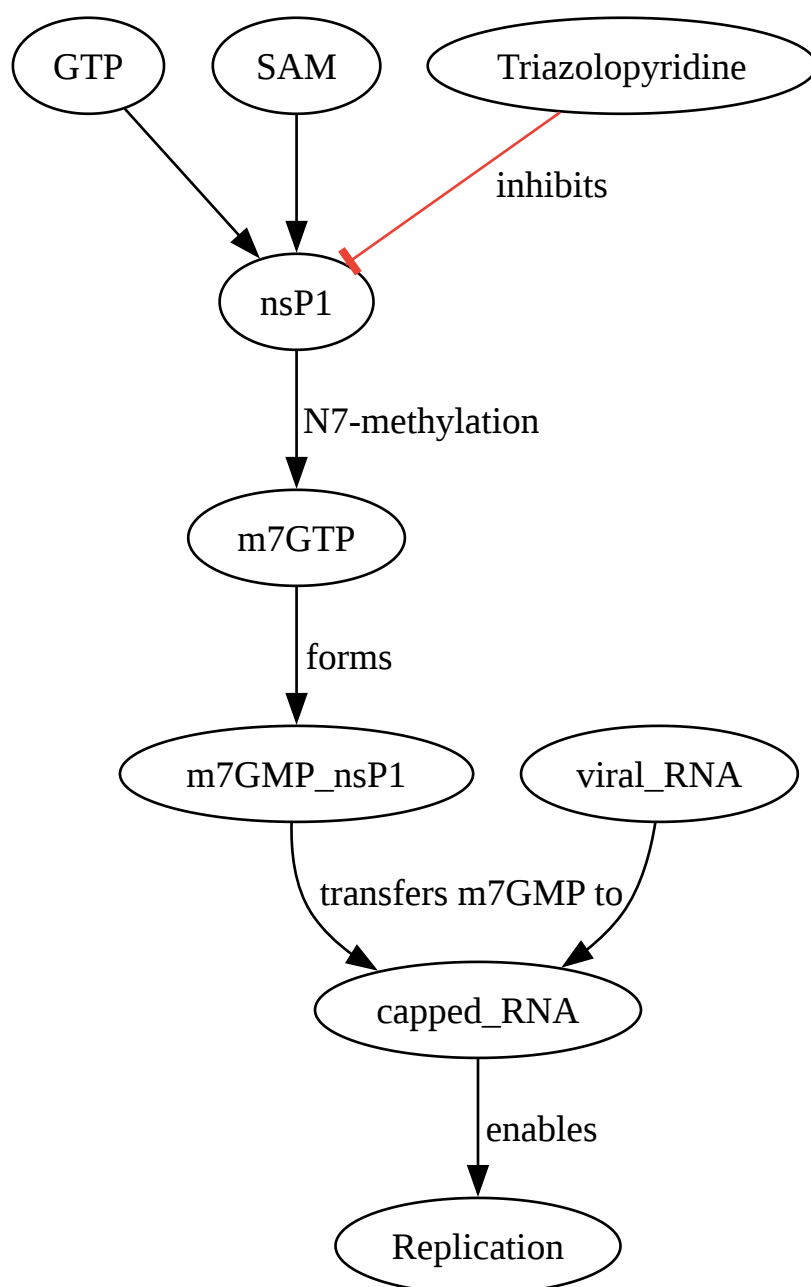 GTP
SAM
Triazolopyridine
inhibits
nsP1
N7-methylation
m7GTP
forms
m7GMP_nsP1
viral_RNA
transfers m7GMP to
capped_RNA
enables
Replication